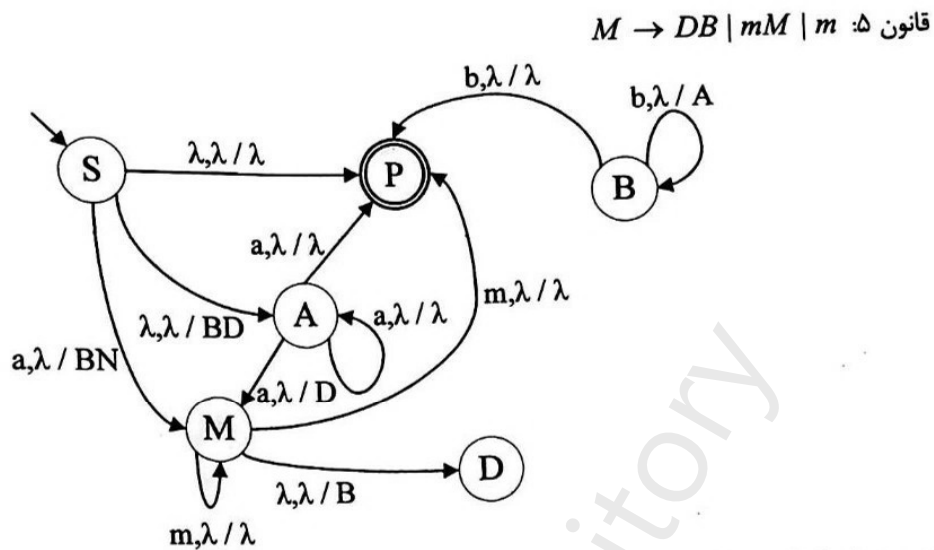 قانون ۵: M → DB | mM | m
b,λ / λ
b,λ / A
S
λ,λ / λ
P
B
a,λ / λ
m,λ / λ
λ,λ / BD
A
a,λ / λ
a,λ / BN
a,λ / D
M
D
λ,λ / B
m,λ / λ